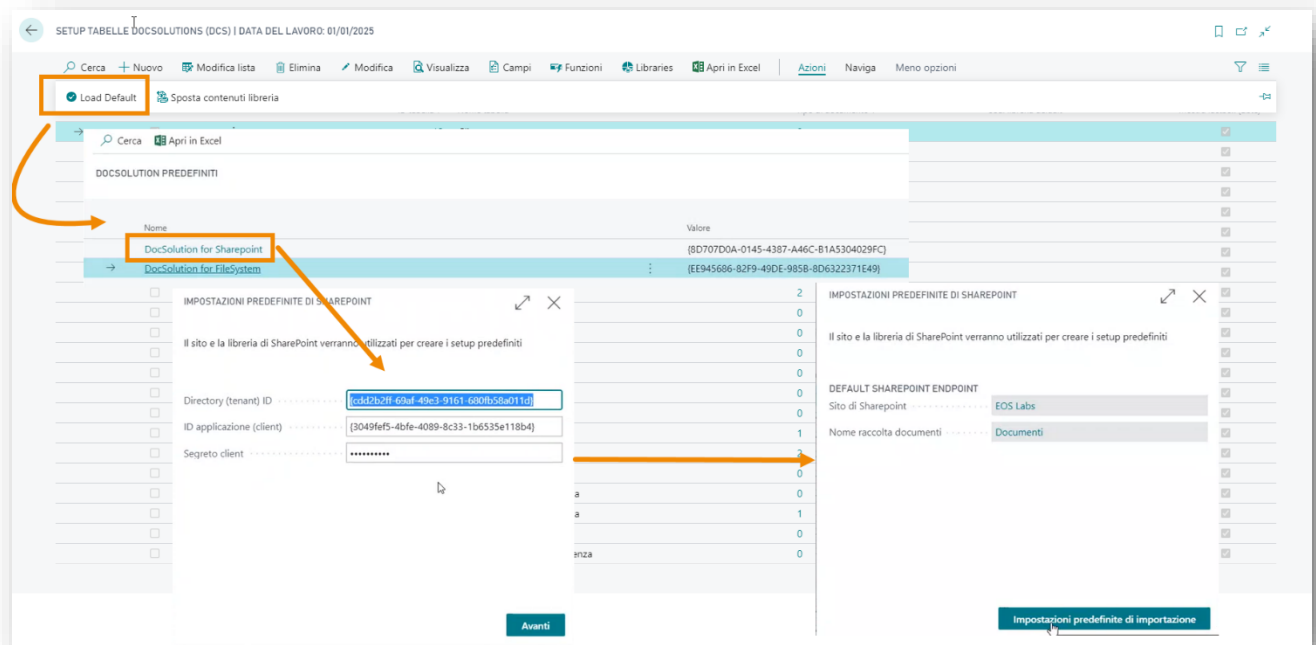 SETUP TABELLE DOCSOLUTIONS (DCS) | DATA DEL LAVORO: 01/01/2025
Cerca Nuovo Modifica lista Elimina Modifica Visualizza Campi Funzioni Libraries Apri in Excel Azioni Naviga Meno opzioni
Load Default Sposta contenuti libreria
Cerca Apri in Excel
DOCSOLUTION PREDEFINITI
Nome Valore
DocSolution for Sharepoint {8D707D0A-0145-4387-A46C-B1A5304029FC}
DocSolution for FileSystem {EE945686-82F9-49DE-985B-8D6322371E49}
IMPOSTAZIONI PREDEFINITE DI SHAREPOINT
Il sito e la libreria di SharePoint verranno utilizzati per creare i setup predefiniti
Directory (tenant) ID {cdd2b2ff-69af-49e3-9161-680fb58a011d}
ID applicazione (client) {3049fef5-4bfe-4089-8c33-1b6535e118b4}
Segreto client ••••••••••
Avanti
a
a
enza
2
0
0
0
0
0
0
1
2
0
0
1
0
0
IMPOSTAZIONI PREDEFINITE DI SHAREPOINT
Il sito e la libreria di SharePoint verranno utilizzati per creare i setup predefiniti
DEFAULT SHAREPOINT ENDPOINT
Sito di Sharepoint EOS Labs
Nome raccolta documenti Documenti
Impostazioni predefinite di importazione